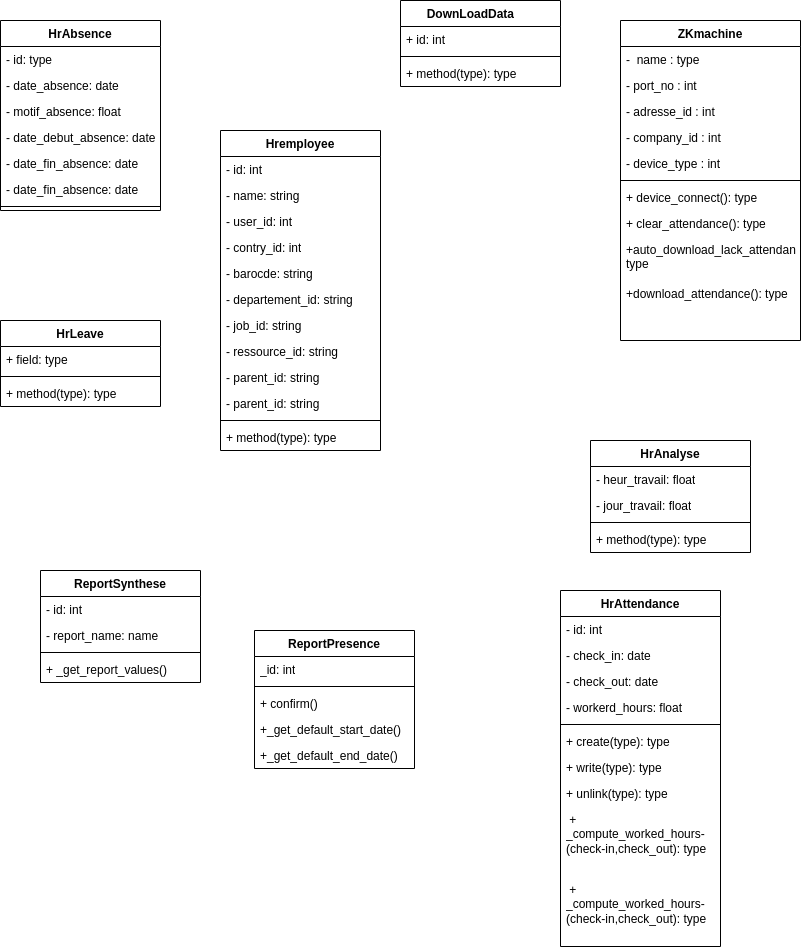 DownLoadData
+ id: int
+ method(type): type
HrAbsence
- id: type
- date_absence: date
- motif_absence: float
- date_debut_absence: date
- date_fin_absence: date
- date_fin_absence: date
ZKmachine
- name : type
- port_no : int
- adresse_id : int
- company_id : int
- device_type : int
+ device_connect(): type
+ clear_attendance(): type
+auto_download_lack_attendan
type
+download_attendance(): type
Hremployee
- id: int
- name: string
- user_id: int
- contry_id: int
- barocde: string
- departement_id: string
- job_id: string
- ressource_id: string
- parent_id: string
- parent_id: string
+ method(type): type
HrLeave
+ field: type
+ method(type): type
HrAnalyse
- heur_travail: float
- jour_travail: float
+ method(type): type
ReportSynthese
- id: int
- report_name: name
+ _get_report_values()
ReportPresence
_id: int
+ confirm()
+_get_default_start_date()
+_get_default_end_date()
HrAttendance
- id: int
- check_in: date
- check_out: date
- workerd_hours: float
+ create(type): type
+ write(type): type
+ unlink(type): type
+
_compute_worked_hours-
(check-in,check_out): type
+
_compute_worked_hours-
(check-in,check_out): type